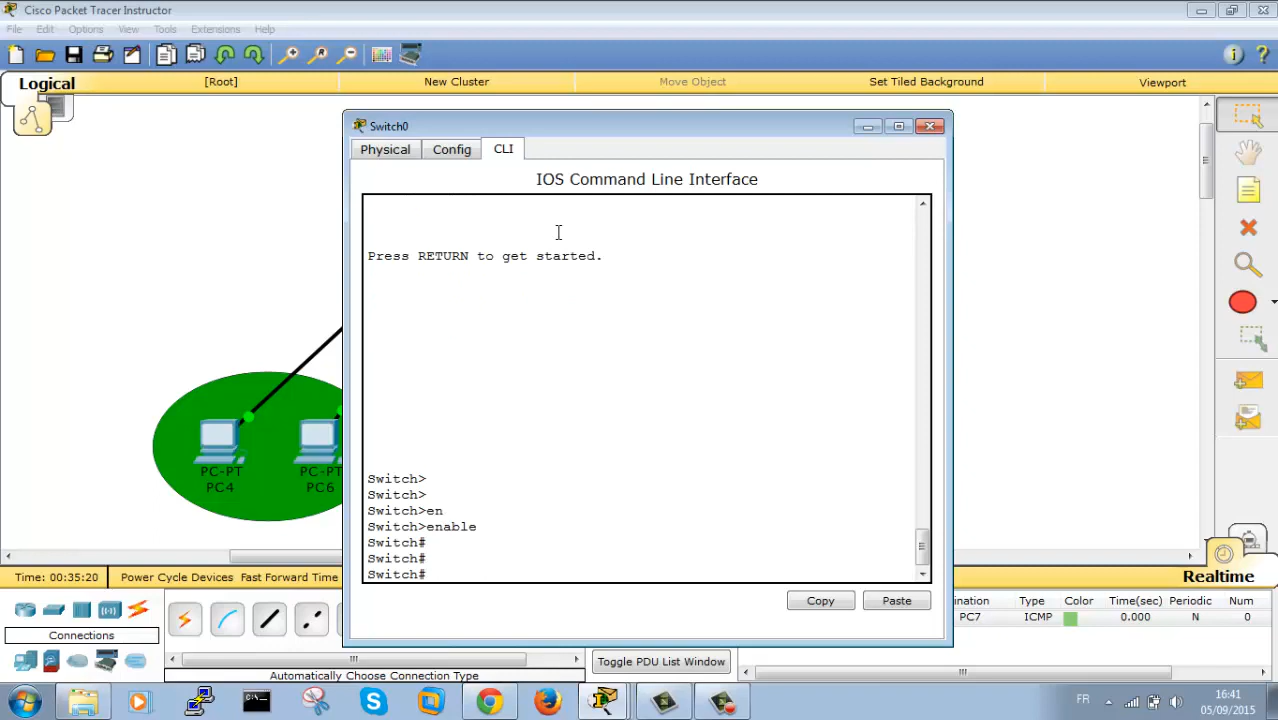 Cisco Packet Tracer Instructor
File Edit Options View Tools Extensions Help
Logical
[Root] New Cluster Move Object Set Tiled Background Viewport
Switch0
Physical Config CLI
IOS Command Line Interface
Press RETURN to get started.
Switch>
Switch>
Switch>en
Switch>enable
Switch#
Switch#
Switch#
Copy Paste
PC-PT
PC4
PC-PT
PC6
Time: 00:35:20 Power Cycle Devices Fast Forward Time
Realtime
ination Type Color Time(sec) Periodic Num
PC7 ICMP 0.000 N 0
Connections
Automatically Choose Connection Type
Toggle PDU List Window
FR
16:41
05/09/2015